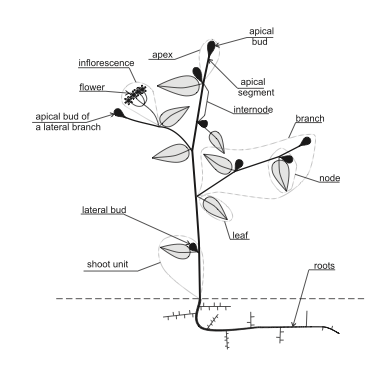 apical
bud
apex
inflorescence
flower
apical
segment
internode
apical bud of
a lateral branch
branch
node
lateral bud
leaf
shoot unit
roots